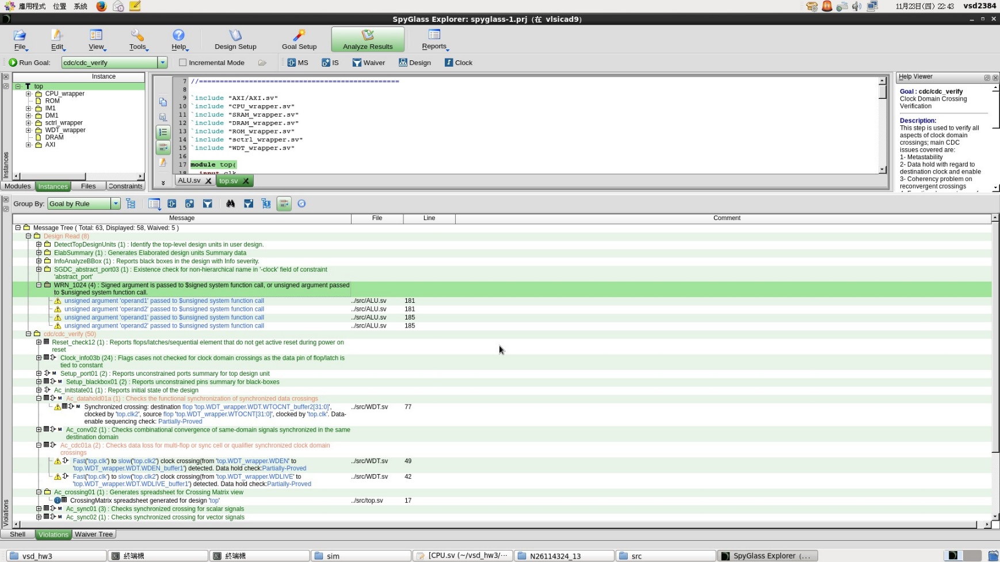 應用程式 位置 系統 11月23日(四) 22:43 vsd2384
SpyGlass Explorer: spyglass-1.prj (在 vlsicad9)
File Edit View Tools Help Design Setup Goal Setup Analyze Results Reports
Run Goal: cdc/cdc_verify Incremental Mode MS IS Waiver Design Clock
Instance
top
CPU_wrapper
ROM
IM1
DM1
sctrl_wrapper
WDT_wrapper
DRAM
AXI
Instances
Modules Instances Files Constraints
7 //================================================
8
9 `include "AXI/AXI.sv"
10 `include "CPU_wrapper.sv"
11 `include "SRAM_wrapper.sv"
12 `include "DRAM_wrapper.sv"
13 `include "ROM_wrapper.sv"
14 `include "sctrl_wrapper.sv"
15 `include "WDT_wrapper.sv"
16
17 module top(
18 input clk
ALU.sv top.sv
Help Viewer
Goal : cdc/cdc_verify
Clock Domain Crossing
Verification
Description:
This step is used to verify all
aspects of clock domain
crossings; main CDC
issues covered are:
1- Metastability
2- Data hold with regard to
destination clock and enable
3- Coherency problem on
reconvergent crossings
Group By: Goal by Rule
Message File Line Comment
Message Tree ( Total: 63, Displayed: 58, Waived: 5 )
Design Read (8)
DetectTopDesignUnits (1) : Identify the top-level design units in user design.
ElabSummary (1) : Generates Elaborated design units Summary data
InfoAnalyzeBBox (1) : Reports black boxes in the design with Info severity.
SGDC_abstract_port03 (1) : Existence check for non-hierarchical name in '-clock' field of constraint
'abstract_port'
WRN_1024 (4) : Signed argument is passed to $signed system function call, or unsigned argument passed
to $unsigned system function call.
unsigned argument 'operand1' passed to $unsigned system function call ../src/ALU.sv 181
unsigned argument 'operand2' passed to $unsigned system function call ../src/ALU.sv 181
unsigned argument 'operand1' passed to $unsigned system function call ../src/ALU.sv 185
unsigned argument 'operand2' passed to $unsigned system function call ../src/ALU.sv 185
cdc/cdc_verify (50)
Reset_check12 (1) : Reports flops/latches/sequential element that do not get active reset during power on
reset
Clock_info03b (24) : Flags cases not checked for clock domain crossings as the data pin of flop/latch is
tied to constant
Setup_port01 (2) : Reports unconstrained ports summary for top design unit
Setup_blackbox01 (2) : Reports unconstrained pins summary for black-boxes
Ac_initstate01 (1) : Reports initial state of the design
Ac_datahold01a (1) : Checks the functional synchronization of synchronized data crossings
Synchronized crossing: destination flop 'top.WDT_wrapper.WDT.WTOCNT_buffer2[31:0]', ../src/WDT.sv 77
clocked by 'top.clk2', source flop 'top.WDT_wrapper.WTOCNT[31:0]', clocked by 'top.clk'. Data-
enable sequencing check: Partially-Proved
Ac_conv02 (1) : Checks combinational convergence of same-domain signals synchronized in the same
destination domain
Ac_cdc01a (2) : Checks data loss for multi-flop or sync cell or qualifier synchronized clock domain
crossings
Fast('top.clk') to slow('top.clk2') clock crossing(from 'top.WDT_wrapper.WDEN' to ../src/WDT.sv 49
'top.WDT_wrapper.WDT.WDEN_buffer1') detected. Data hold check:Partially-Proved
Fast('top.clk') to slow('top.clk2') clock crossing(from 'top.WDT_wrapper.WDLIVE' to ../src/WDT.sv 42
'top.WDT_wrapper.WDT.WDLIVE_buffer1') detected. Data hold check:Partially-Proved
Ac_crossing01 (1) : Generates spreadsheet for Crossing Matrix view
CrossingMatrix spreadsheet generated for design 'top' ../src/top.sv 17
Ac_sync01 (3) : Checks synchronized crossing for scalar signals
Ac_sync02 (1) : Checks synchronized crossing for vector signals
Violations
Shell Violations Waiver Tree
vsd_hw3 終端機 終端機 sim [CPU.sv (~/vsd_hw3/··· N26114324_13 src SpyGlass Explorer (...